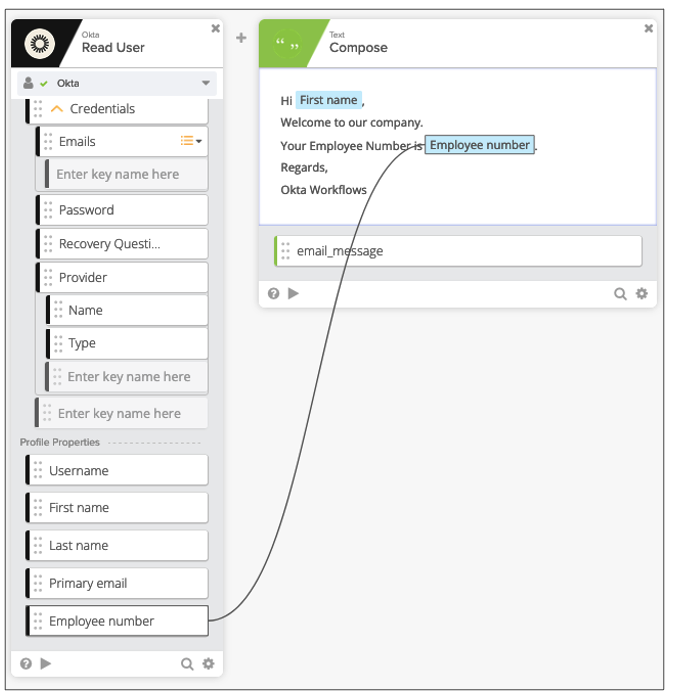 Okta
Read User
Okta
Credentials
Emails
Enter key name here
Password
Recovery Questi...
Provider
Name
Type
Enter key name here
Enter key name here
Profile Properties
Username
First name
Last name
Primary email
Employee number
Text
Compose
Hi First name,
Welcome to our company.
Your Employee Number is Employee number.
Regards,
Okta Workflows
email_message